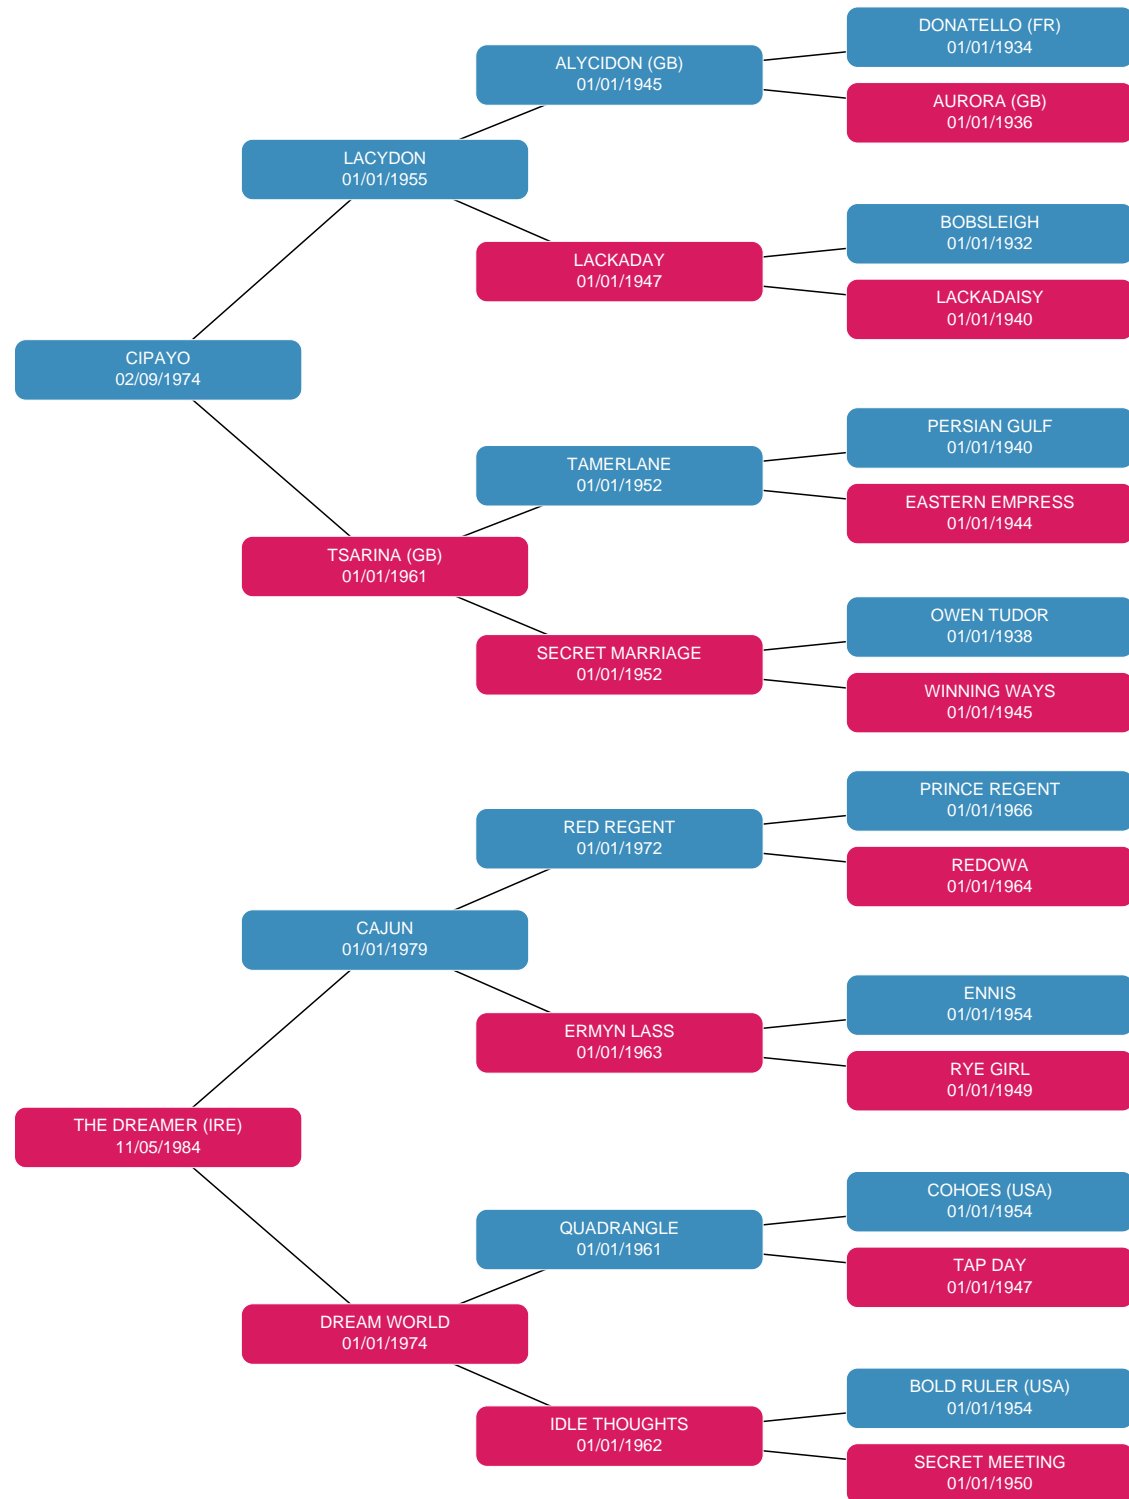 DONATELLO (FR)
01/01/1934
ALYCIDON (GB)
01/01/1945
AURORA (GB)
01/01/1936
LACYDON
01/01/1955
BOBSLEIGH
01/01/1932
LACKADAY
01/01/1947
LACKADAISY
01/01/1940
CIPAYO
02/09/1974
PERSIAN GULF
01/01/1940
TAMERLANE
01/01/1952
EASTERN EMPRESS
01/01/1944
TSARINA (GB)
01/01/1961
OWEN TUDOR
01/01/1938
SECRET MARRIAGE
01/01/1952
WINNING WAYS
01/01/1945
PRINCE REGENT
01/01/1966
RED REGENT
01/01/1972
REDOWA
01/01/1964
CAJUN
01/01/1979
ENNIS
01/01/1954
ERMYN LASS
01/01/1963
RYE GIRL
01/01/1949
THE DREAMER (IRE)
11/05/1984
COHOES (USA)
01/01/1954
QUADRANGLE
01/01/1961
TAP DAY
01/01/1947
DREAM WORLD
01/01/1974
BOLD RULER (USA)
01/01/1954
IDLE THOUGHTS
01/01/1962
SECRET MEETING
01/01/1950